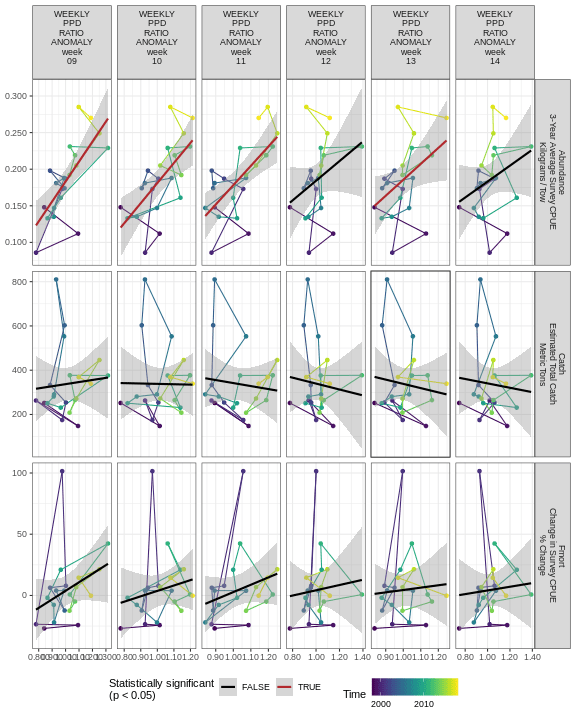 WEEKLY PPD RATIO ANOMALY week 09
WEEKLY PPD RATIO ANOMALY week 10
WEEKLY PPD RATIO ANOMALY week 11
WEEKLY PPD RATIO ANOMALY week 12
WEEKLY PPD RATIO ANOMALY week 13
WEEKLY PPD RATIO ANOMALY week 14
0.300
0.250
0.200
0.150
0.100
Abundance
3-Year Average Survey CPUE
Kilograms / Tow
800
600
400
200
Catch
Estimated Total Catch
Metric Tons
100
50
0
Fmort
Change in Survey CPUE
% Change
0.80 0.90 1.00 1.10 1.20 1.30
0.80 0.90 1.00 1.10 1.20
0.90 1.00 1.10 1.20
0.80 1.00 1.20 1.40
0.90 1.00 1.10 1.20
0.80 1.00 1.20 1.40
Statistically significant
(p < 0.05)
FALSE TRUE
Time
2000 2010